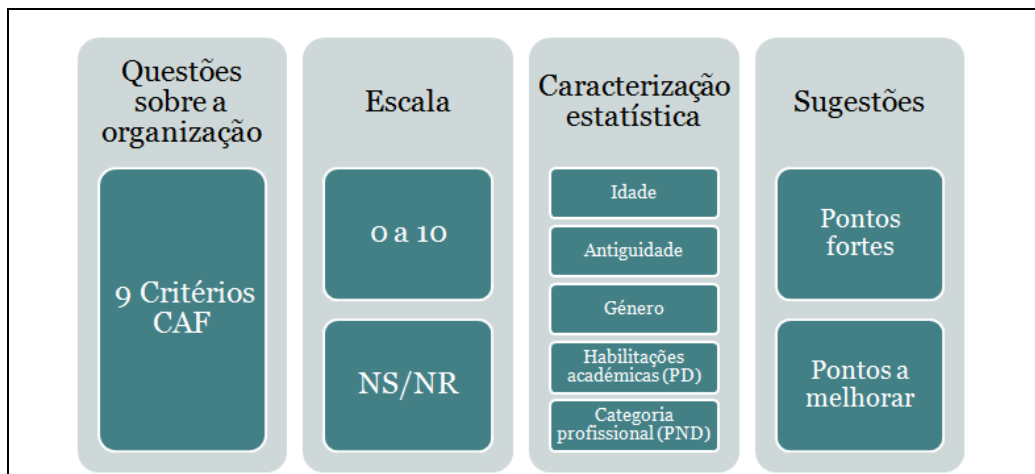 Questões
sobre a
organização
9 Critérios
CAF
Escala
0 a 10
NS/NR
Caracterização
estatística
Idade
Antiguidade
Género
Habilitações
académicas (PD)
Categoria
profissional (PND)
Sugestões
Pontos
fortes
Pontos a
melhorar